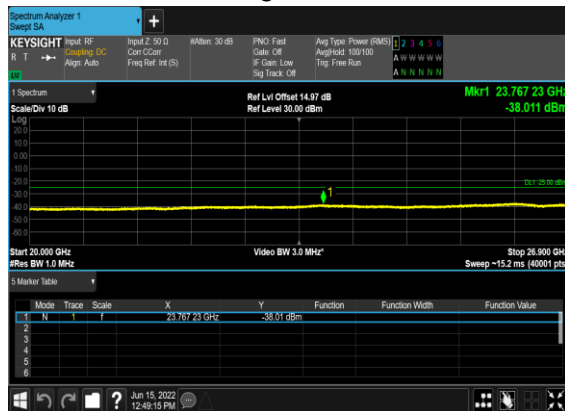 Spectrum Analyzer 1
Swept SA
KEYSIGHT Input: RF Input Z: 50 Ω #Atten: 30 dB PNO: Fast Avg Type: Power (RMS) 1 2 3 4 5 6
R T Coupling: DC Corr CCorr Gate: Off Avg|Hold: 100/100 A W W W W W
Align: Auto Freq Ref: Int (S) IF Gain: Low Trig: Free Run
LW Sig Track: Off A N N N N N
1 Spectrum Ref Lvl Offset 14.97 dB Mkr1 23.767 23 GHz
Scale/Div 10 dB Ref Level 30.00 dBm -38.011 dBm
Log
20.0
10.0
0.00
-10.0
-20.0 DL1 -25.00 dBm
-30.0 1
-40.0
-50.0
-60.0
Start 20.000 GHz Video BW 3.0 MHz* Stop 26.900 GHz
#Res BW 1.0 MHz Sweep ~15.2 ms (40001 pts)
5 Marker Table
Mode Trace Scale X Y Function Function Width Function Value
1 N 1 f 23.767 23 GHz -38.01 dBm
2
3
4
5
6
? Jun 15, 2022
12:49:15 PM